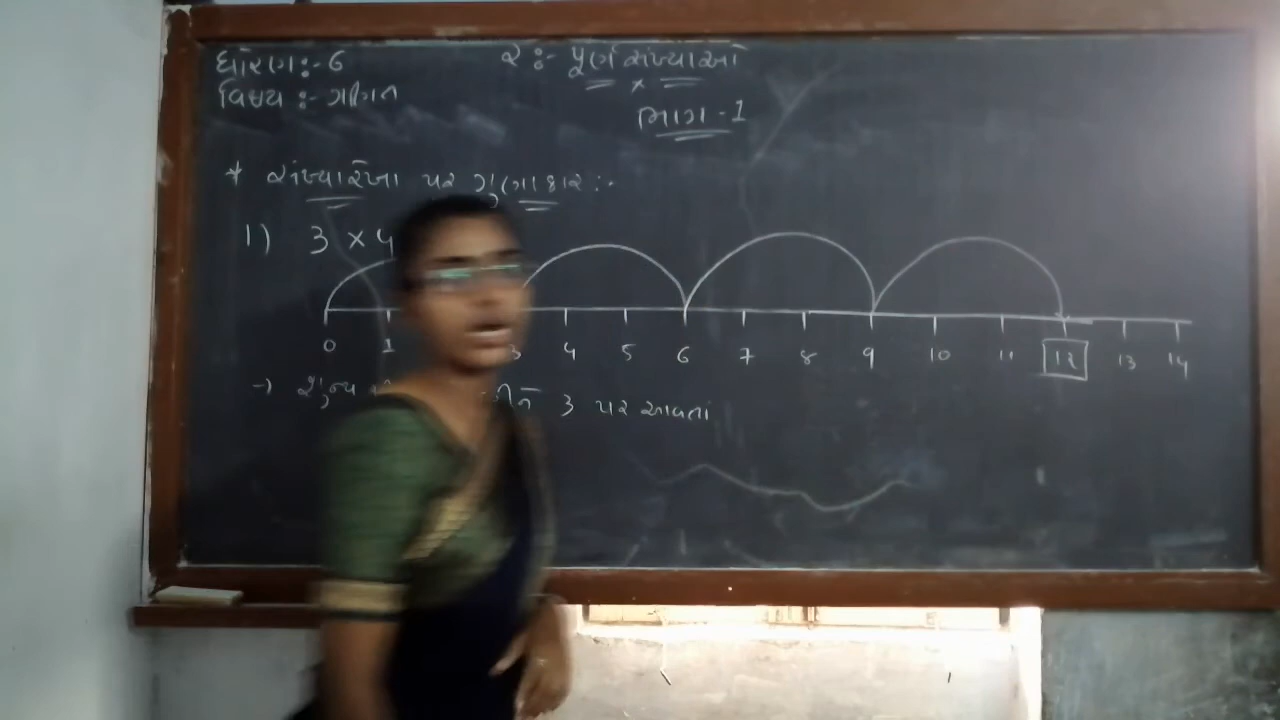 ધોરણ:- 6
વિષય :- ગણિત
૨ :- પૂર્ણ સંખ્યાઓ
ભાગ -1
* સંખ્યારેખા પર ગુણાકાર :-
1) 3 × 4
0 1 3 4 5 6 7 8 9 10 11 12 13 14
→ શૂન્ય 3 પર આવતાં